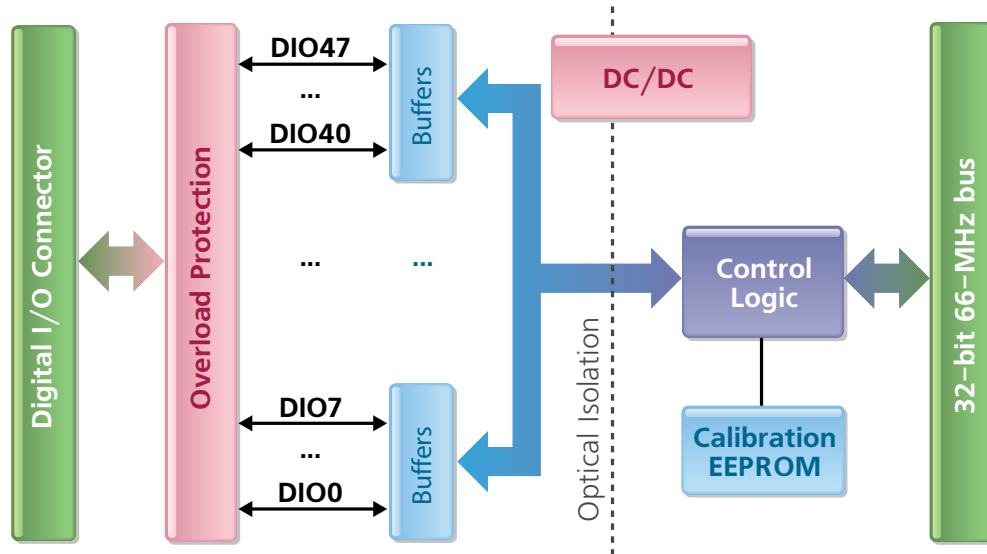 Digital I/O Connector
Overload Protection
DIO47
...
DIO40
...
DIO7
...
DIO0
Buffers
...
Buffers
DC/DC
Optical Isolation
Control
Logic
Calibration
EEPROM
32-bit 66-MHz bus